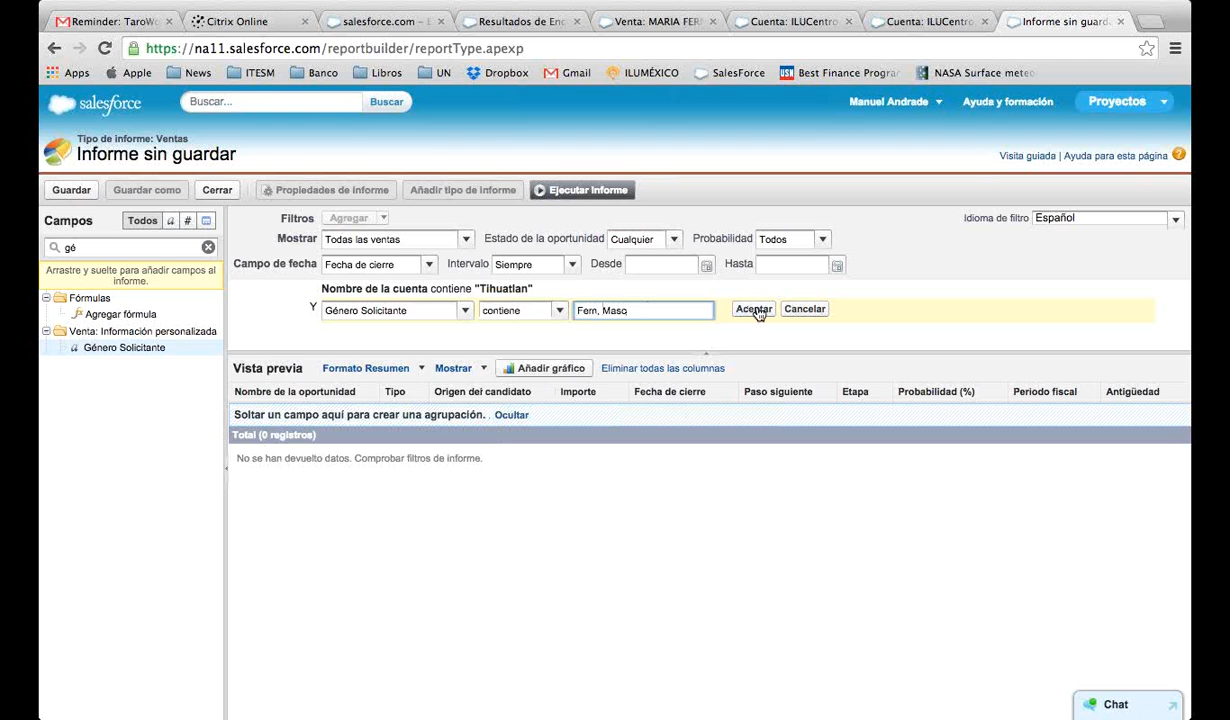 Reminder: TaroWo
Citrix Online
salesforce.com – E
Resultados de Enc
Venta: MARIA FER
Cuenta: ILUCentro
Cuenta: ILUCentro
Informe sin guarda
https://na11.salesforce.com/reportbuilder/reportType.apexp
Apps Apple News ITESM Banco Libros UN Dropbox Gmail ILUMÉXICO SalesForce Best Finance Progra NASA Surface meteo
salesforce
Buscar...
Buscar
Manuel Andrade
Ayuda y formación
Proyectos
Tipo de informe: Ventas
Informe sin guardar
Visita guiada | Ayuda para esta página
Guardar Guardar como Cerrar Propiedades de informe Añadir tipo de informe Ejecutar informe
Campos Todos a #
gé
Arrastre y suelte para añadir campos al
informe.
Fórmulas
fx Agregar fórmula
Venta: Información personalizada
a Género Solicitante
Filtros Agregar
Idioma de filtro Español
Mostrar Todas las ventas Estado de la oportunidad Cualquier Probabilidad Todos
Campo de fecha Fecha de cierre Intervalo Siempre Desde Hasta
Nombre de la cuenta contiene "Tihuatlan"
Y Género Solicitante contiene Fem, Masc Aceptar Cancelar
Vista previa Formato Resumen Mostrar Añadir gráfico Eliminar todas las columnas
Nombre de la oportunidad Tipo Origen del candidato Importe Fecha de cierre Paso siguiente Etapa Probabilidad (%) Periodo fiscal Antigüedad
Soltar un campo aquí para crear una agrupación. Ocultar
Total (0 registros)
No se han devuelto datos. Comprobar filtros de informe.
Chat